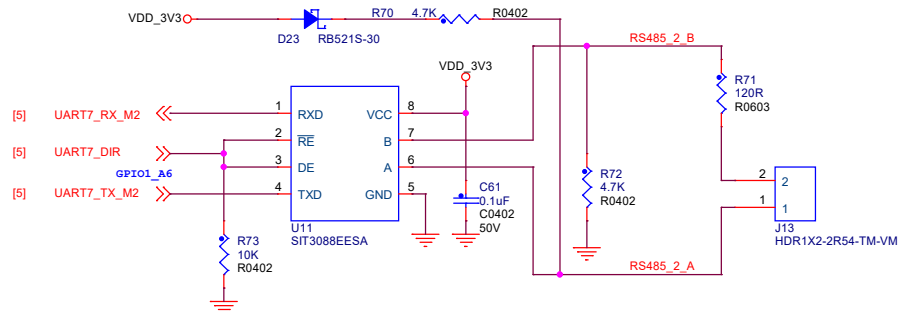 VDD_3V3
R70
4.7K
R0402
D23
RB521S-30
RS485_2_B
VDD_3V3
R71
120R
R0603
[5]
UART7_RX_M2
1
RXD
VCC
8
2
RE
B
7
[5]
UART7_DIR
3
DE
A
6
GPIO1_A6
[5]
UART7_TX_M2
4
TXD
GND
5
U11
SIT3088EESA
C61
0.1uF
C0402
50V
R72
4.7K
R0402
2
2
1
1
J13
HDR1X2-2R54-TM-VM
R73
10K
R0402
RS485_2_A